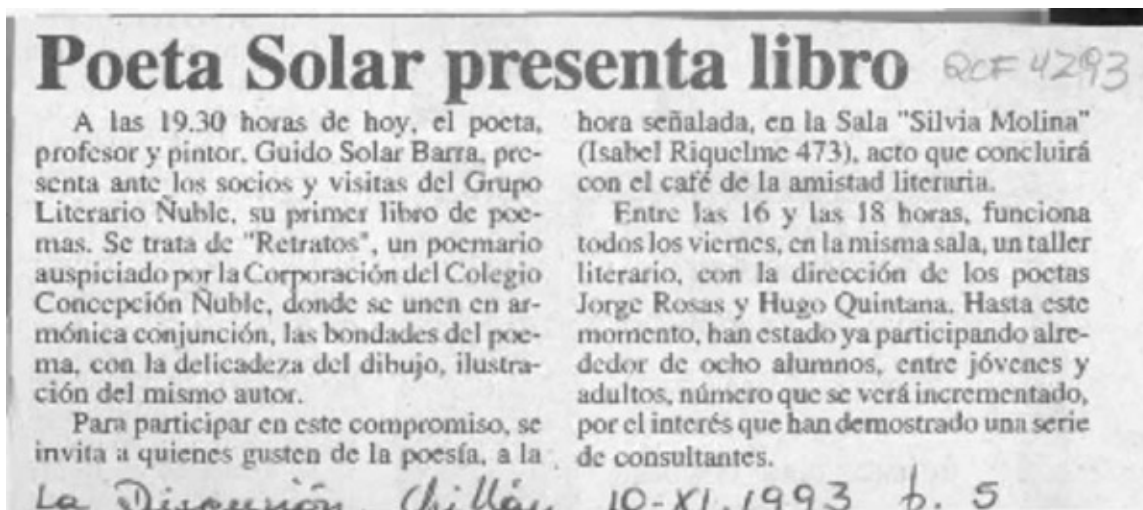 Poeta Solar presenta libro
QCF 4293
A las 19.30 horas de hoy, el poeta,
profesor y pintor, Guido Solar Barra, pre-
senta ante los socios y visitas del Grupo
Literario Ñuble, su primer libro de poe-
mas. Se trata de "Retratos", un poemario
auspiciado por la Corporación del Colegio
Concepción Ñuble, donde se unen en ar-
mónica conjunción, las bondades del poe-
ma, con la delicadeza del dibujo, ilustra-
ción del mismo autor.
Para participar en este compromiso, se
invita a quienes gusten de la poesía, a la
hora señalada, en la Sala "Silvia Molina"
(Isabel Riquelme 473), acto que concluirá
con el café de la amistad literaria.
Entre las 16 y las 18 horas, funciona
todos los viernes, en la misma sala, un taller
literario, con la dirección de los poetas
Jorge Rosas y Hugo Quintana. Hasta este
momento, han estado ya participando alre-
dedor de ocho alumnos, entre jóvenes y
adultos, número que se verá incrementado,
por el interés que han demostrado una serie
de consultantes.
La Discusión, Chillán, 10-XI-1993 p. 5